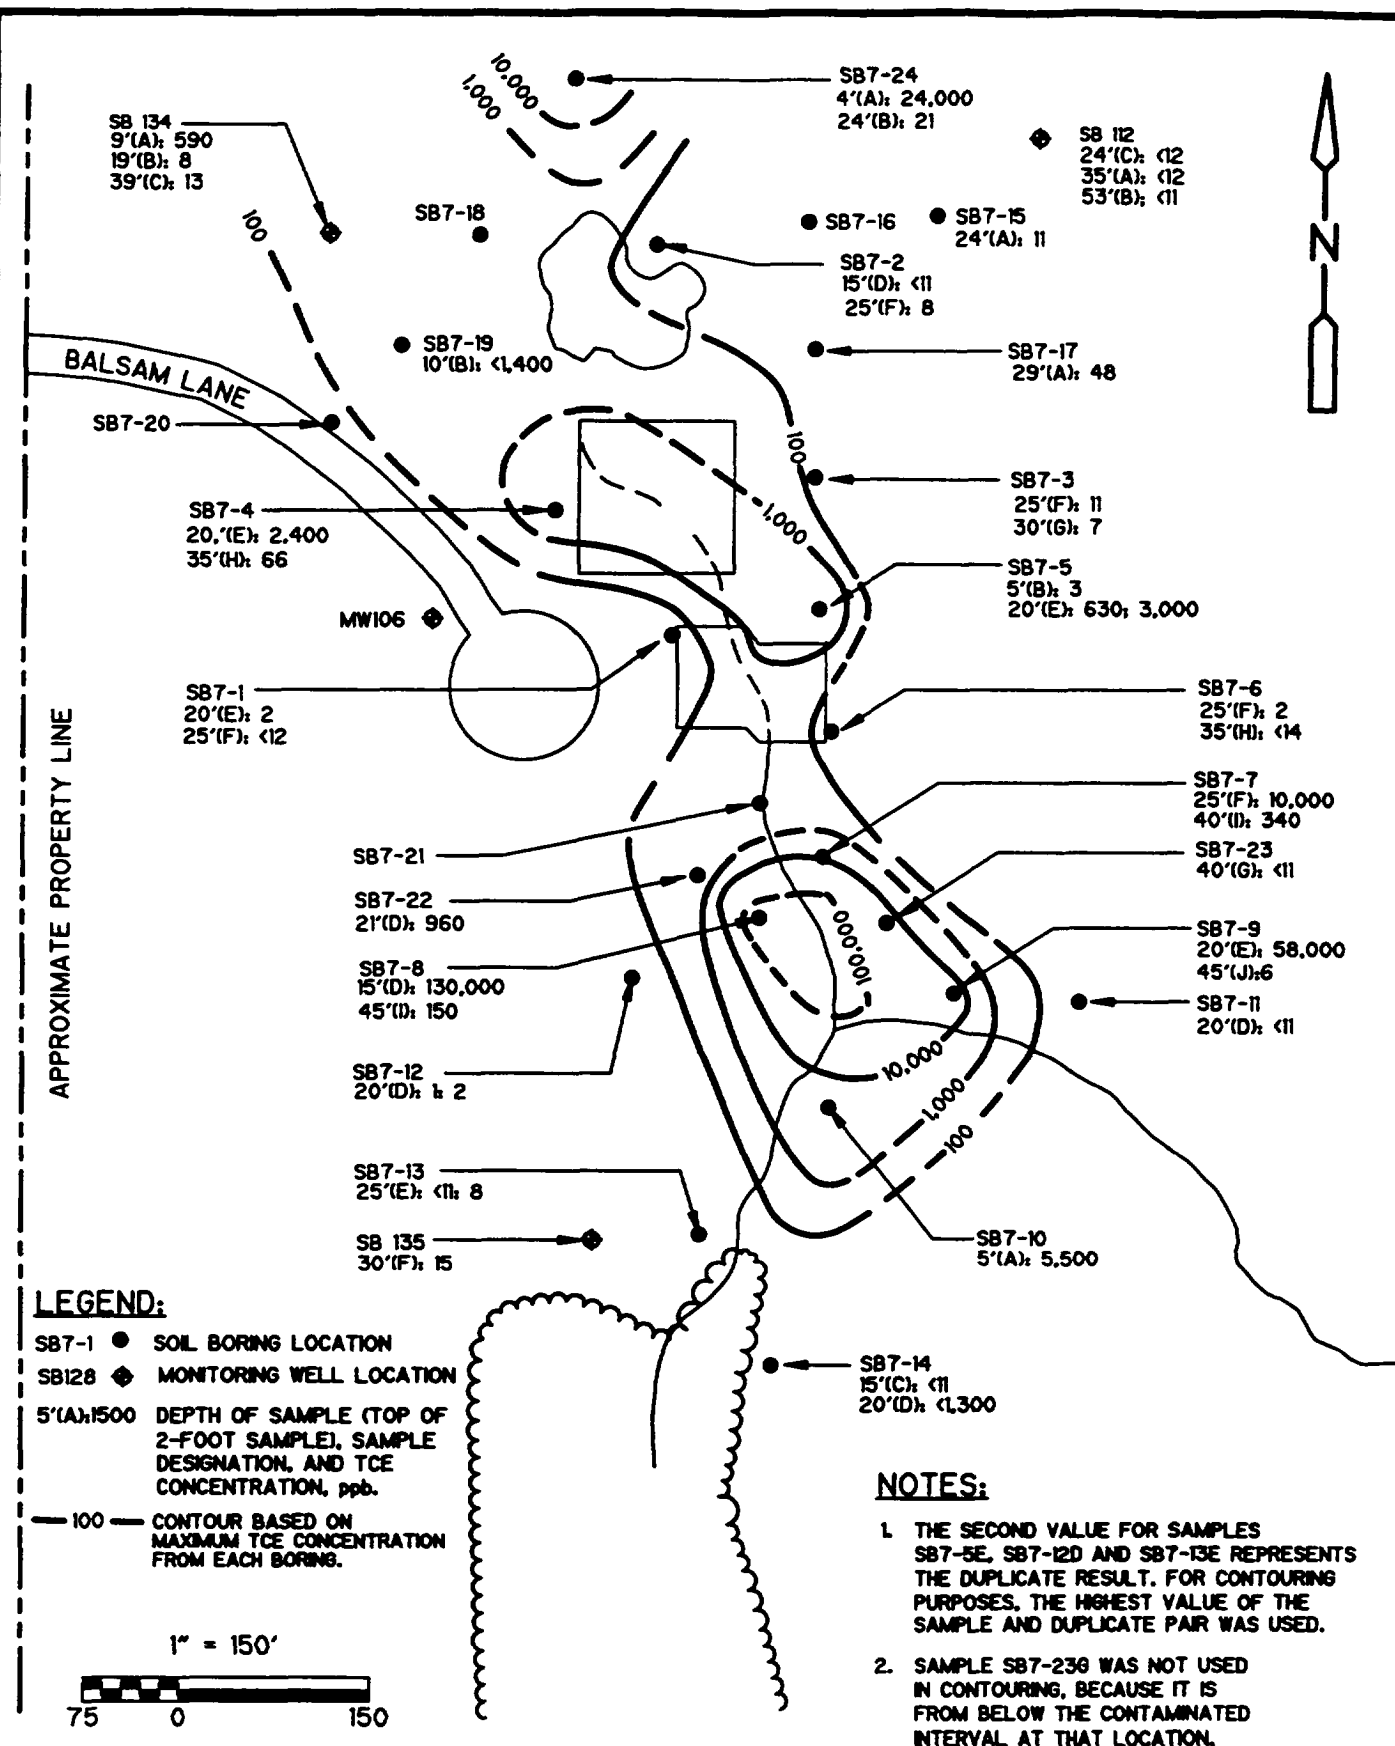 10,000
1,000
SB7-24
4'(A): 24,000
24'(B): 21
SB 134
9'(A): 590
19'(B): 8
39'(C): 13
SB 112
24'(C): <12
35'(A): <12
53'(B); <11
N
100
SB7-18
SB7-16
SB7-15
24'(A): 11
SB7-2
15'(D): <11
25'(F): 8
SB7-19
10'(B): <1,400
SB7-17
29'(A): 48
BALSAM LANE
SB7-20
100
SB7-3
25'(F): 11
30'(G): 7
SB7-4
20.'(E): 2,400
35'(H): 66
1,000
SB7-5
5'(B): 3
20'(E): 630; 3,000
MW106
SB7-1
20'(E): 2
25'(F): <12
SB7-6
25'(F): 2
35'(H): <14
APPROXIMATE PROPERTY LINE
SB7-7
25'(F): 10,000
40'(I): 340
SB7-21
SB7-23
40'(G): <11
SB7-22
21'(D): 960
100,000
SB7-9
20'(E): 58,000
45'(J):6
SB7-8
15'(D): 130,000
45'(I): 150
SB7-11
20'(D): <11
SB7-12
20'(D): 1; 2
10,000
1,000
100
SB7-13
25'(E): <11; 8
SB 135
30'(F): 15
SB7-10
5'(A): 5,500
SB7-14
15'(C): <11
20'(D): <1,300
LEGEND:
SB7-1 SOIL BORING LOCATION
SB128 MONITORING WELL LOCATION
5'(A):1500 DEPTH OF SAMPLE (TOP OF
2-FOOT SAMPLE), SAMPLE
DESIGNATION, AND TCE
CONCENTRATION, ppb.
100 CONTOUR BASED ON
MAXIMUM TCE CONCENTRATION
FROM EACH BORING.
1" = 150'
75 0 150
NOTES:
1. THE SECOND VALUE FOR SAMPLES
SB7-5E, SB7-12D AND SB7-13E REPRESENTS
THE DUPLICATE RESULT. FOR CONTOURING
PURPOSES, THE HIGHEST VALUE OF THE
SAMPLE AND DUPLICATE PAIR WAS USED.
2. SAMPLE SB7-23G WAS NOT USED
IN CONTOURING, BECAUSE IT IS
FROM BELOW THE CONTAMINATED
INTERVAL AT THAT LOCATION.